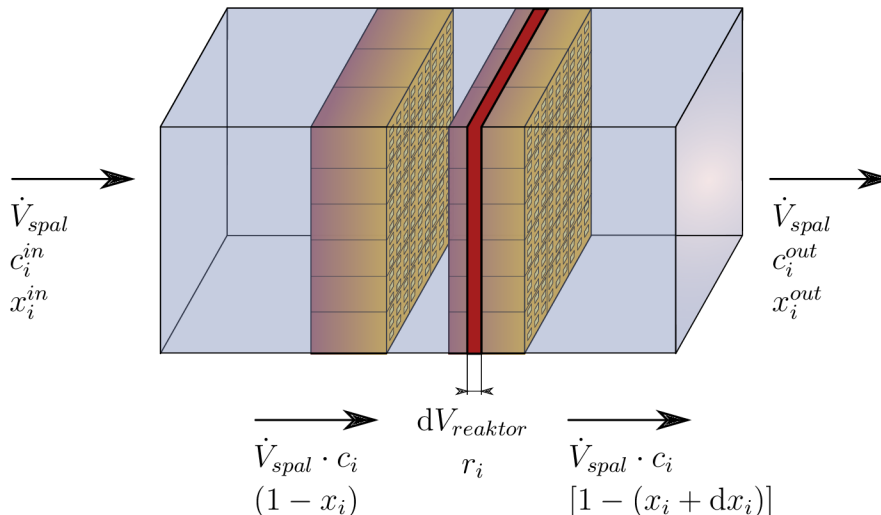 V̇_spal
c_i^in
x_i^in
V̇_spal
c_i^out
x_i^out
dV_reaktor
r_i
V̇_spal · c_i
(1 − x_i)
V̇_spal · c_i
[1 − (x_i + dx_i)]